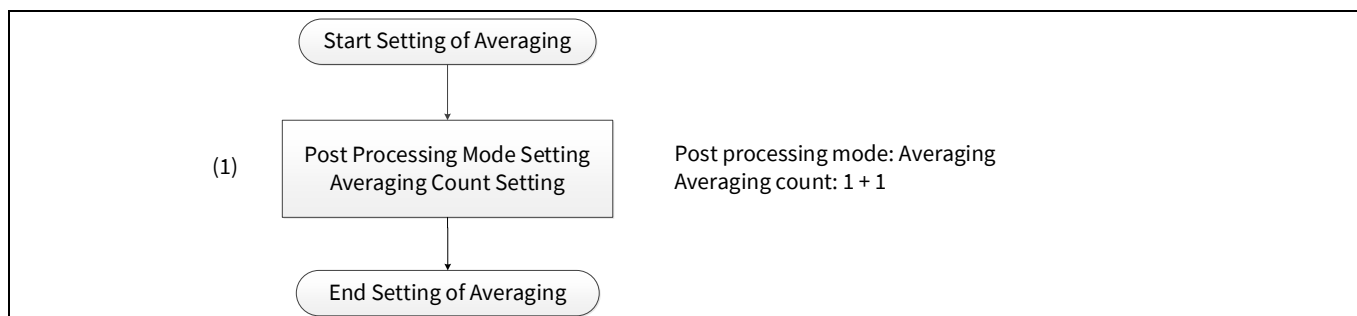 Start Setting of Averaging
(1)
Post Processing Mode Setting
Averaging Count Setting
Post processing mode: Averaging
Averaging count: 1 + 1
End Setting of Averaging